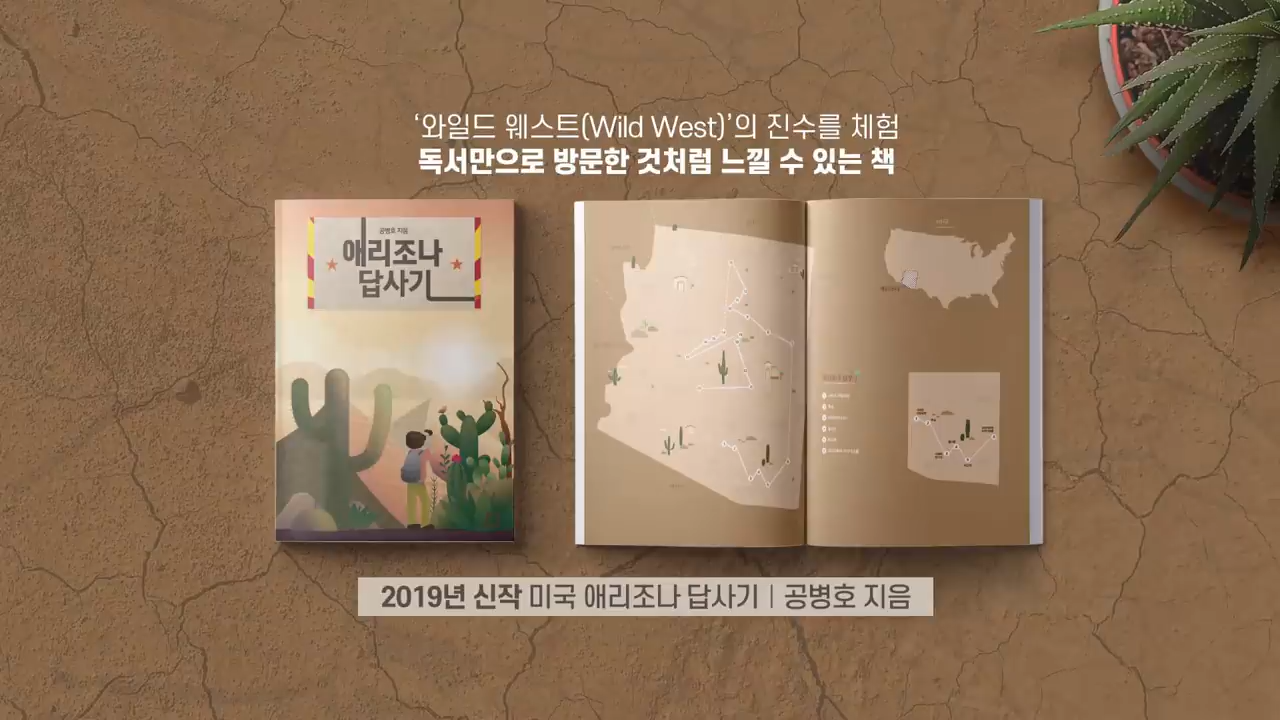 ‘와일드 웨스트(Wild West)’의 진수를 체험
독서만으로 방문한 것처럼 느낄 수 있는 책
공병호 지음
애리조나
답사기
2019년 신작 미국 애리조나 답사기 | 공병호 지음